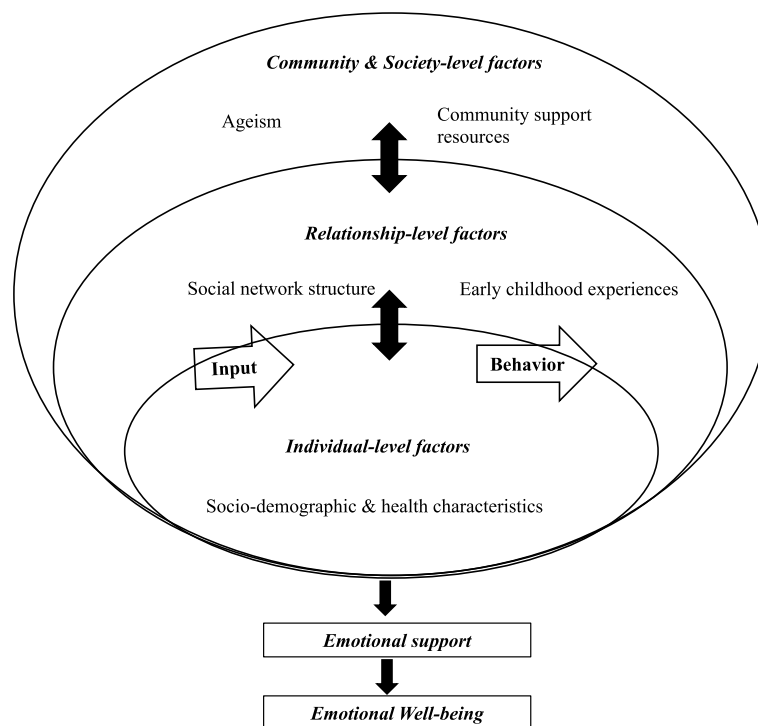 Community & Society-level factors
Ageism
Community support
resources
Relationship-level factors
Social network structure
Early childhood experiences
Input
Behavior
Individual-level factors
Socio-demographic & health characteristics
Emotional support
Emotional Well-being